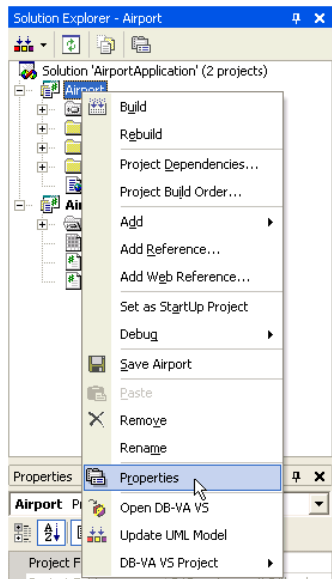 Solution Explorer - Airport
Solution 'AirportApplication' (2 projects)
Airport
Build
Rebuild
Project Dependencies...
Project Build Order...
Ai
Add
Add Reference...
Add Web Reference...
Set as StartUp Project
Debug
Save Airport
Paste
Remove
Rename
Properties
Properties
Airport P
Open DB-VA VS
Update UML Model
Project F
DB-VA VS Project